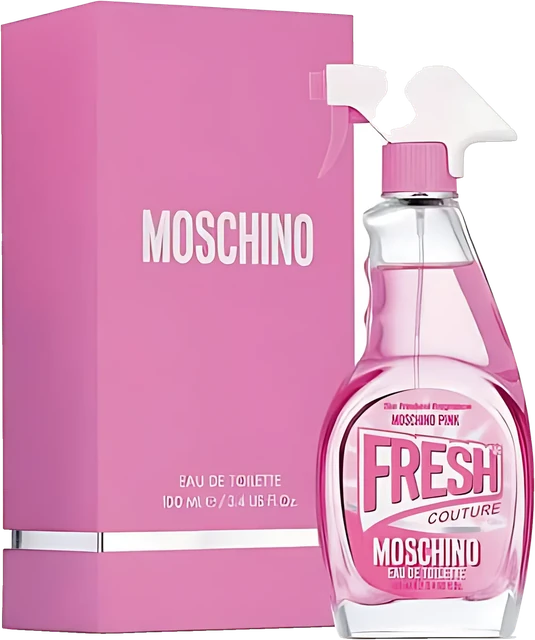 MOSCHINO
EAU DE TOILETTE
100 Ml ℮ / 3.4 US Fl.Oz.
MOSCHINO PINK
FRESH
COUTURE
MOSCHINO
EAU DE TOILETTE